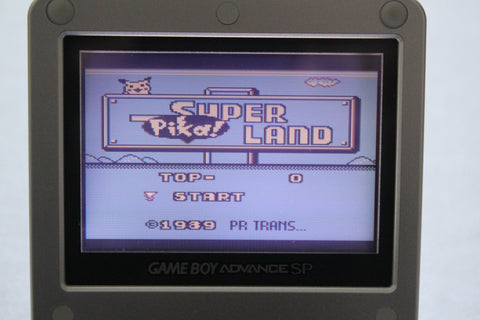 SUPER
Pika! LAND
TOP- 0
START
©1989 PR TRANS...
GAME BOY ADVANCE SP